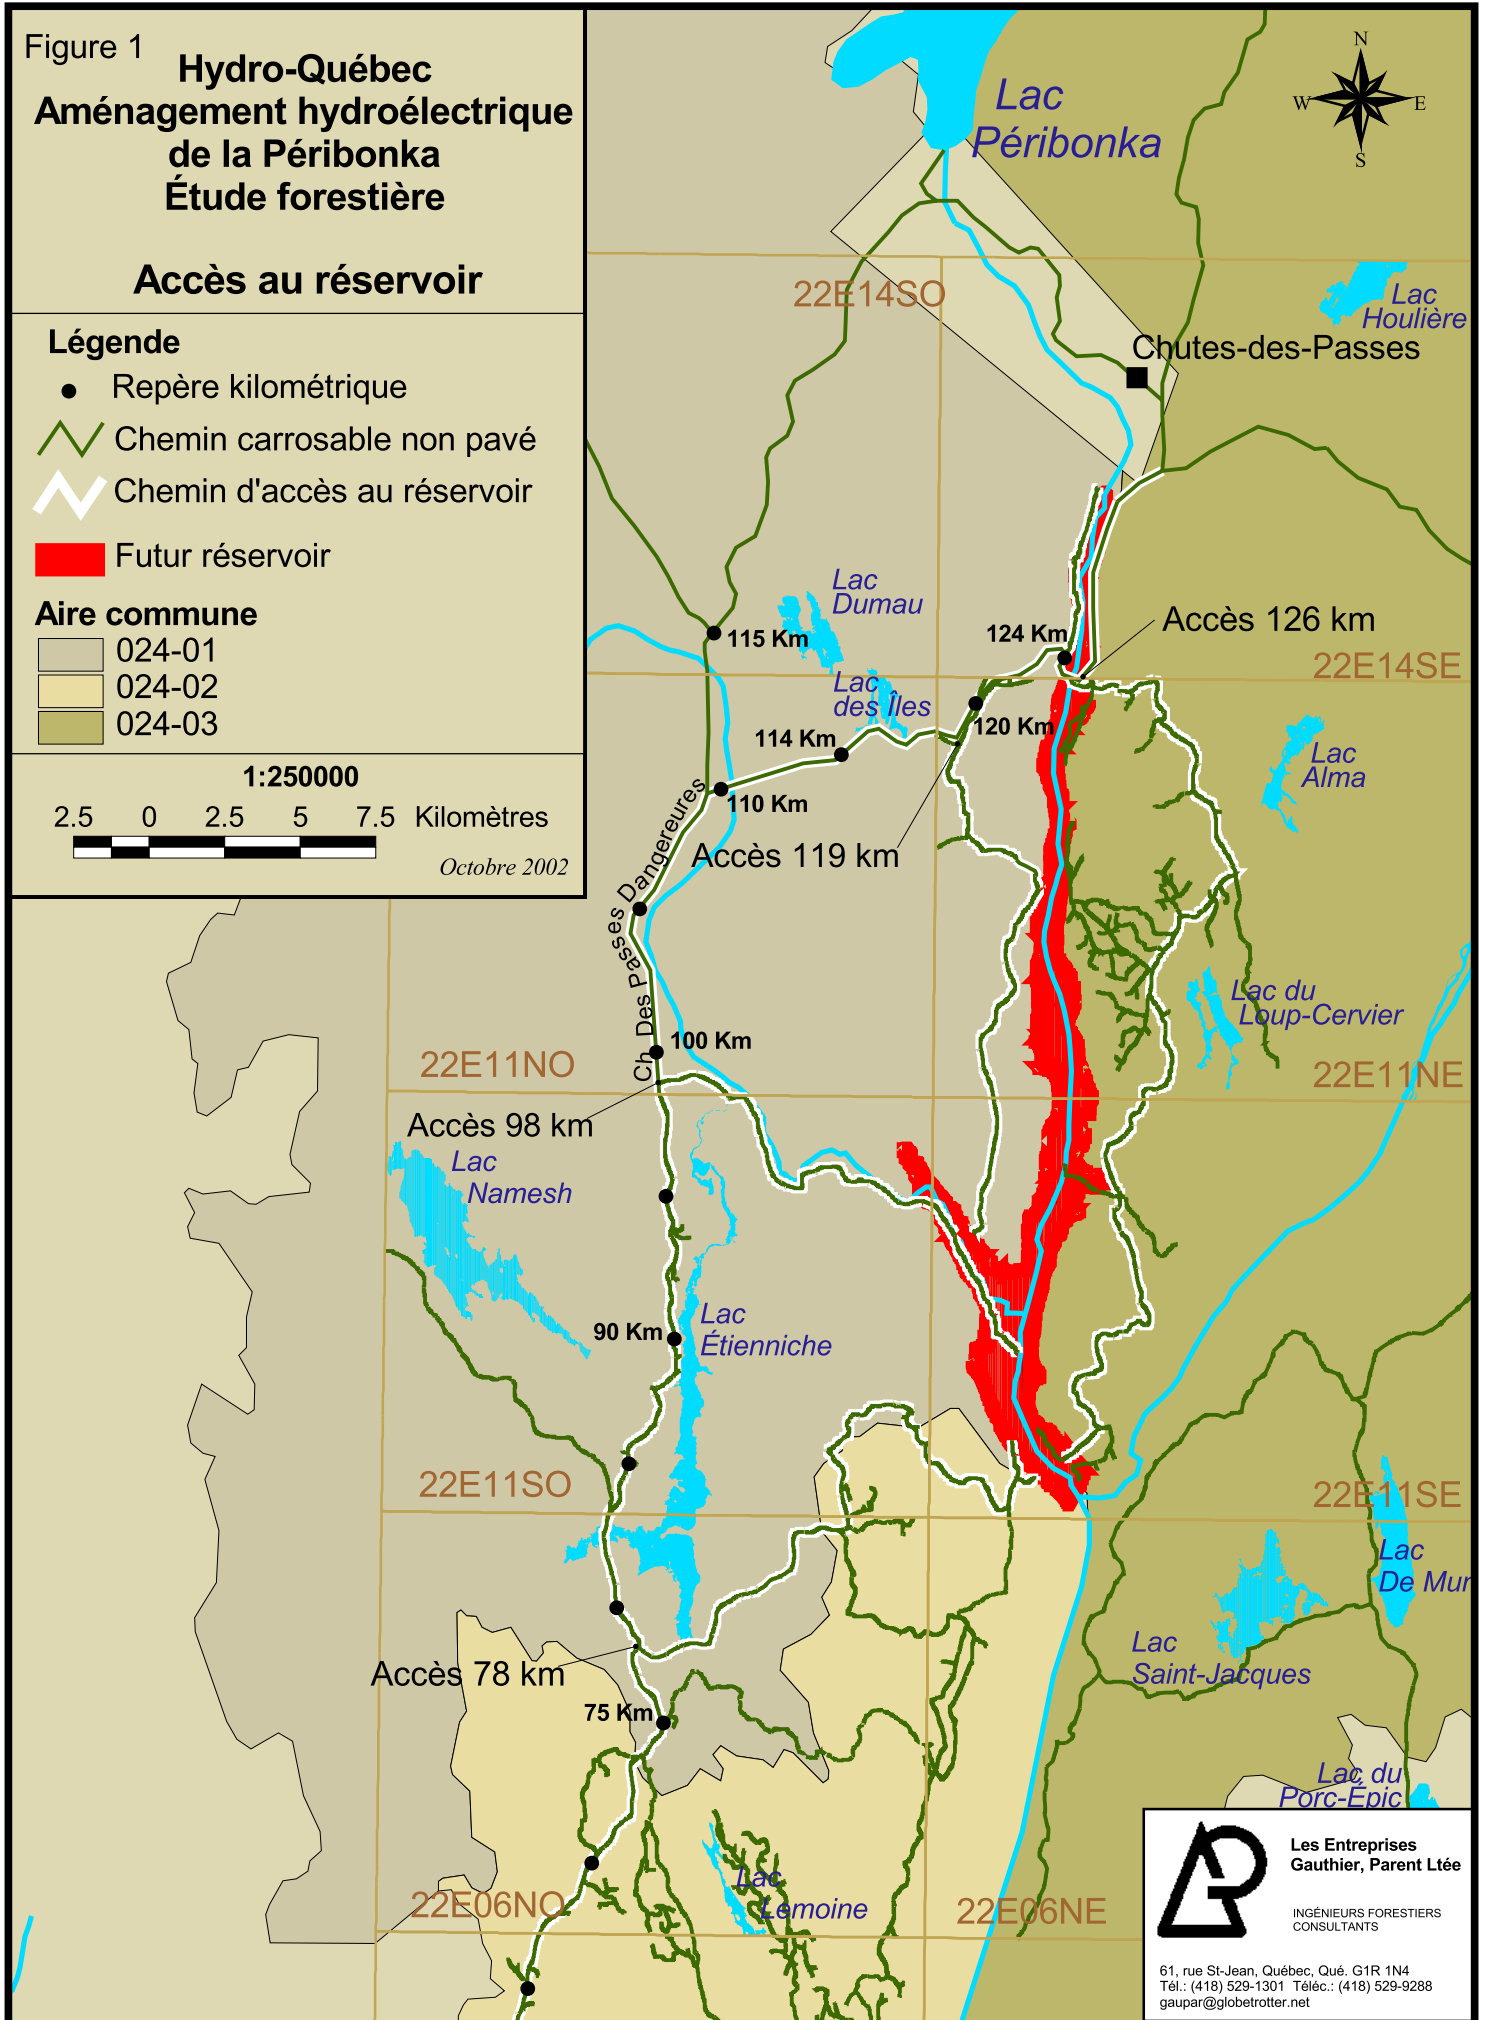 Figure 1
Hydro-Québec
Aménagement hydroélectrique
de la Péribonka
Étude forestière
Accès au réservoir
Légende
Repère kilométrique
Chemin carrosable non pavé
Chemin d'accès au réservoir
Futur réservoir
Aire commune
024-01
024-02
024-03
1:250000
2.5 0 2.5 5 7.5 Kilomètres
Octobre 2002
N
W E
S
Lac
Péribonka
22E14SO
Lac
Houlière
Chutes-des-Passes
Lac
Dumau
115 Km
124 Km
Accès 126 km
22E14SE
Lac
des Îles
120 Km
114 Km
Lac
Alma
110 Km
Accès 119 km
Ch. Des Passes Dangereures
Lac du
Loup-Cervier
100 Km
22E11NO
22E11NE
Accès 98 km
Lac
Namesh
90 Km
Lac
Étienniche
22E11SO
22E11SE
Lac
De Mur
Lac
Saint-Jacques
Accès 78 km
75 Km
Lac du
Porc-Épic
Lac
Lemoine
22E06NO
22E06NE
Les Entreprises
Gauthier, Parent Ltée
INGÉNIEURS FORESTIERS
CONSULTANTS
61, rue St-Jean, Québec, Qué. G1R 1N4
Tél.: (418) 529-1301 Téléc.: (418) 529-9288
gaupar@globetrotter.net